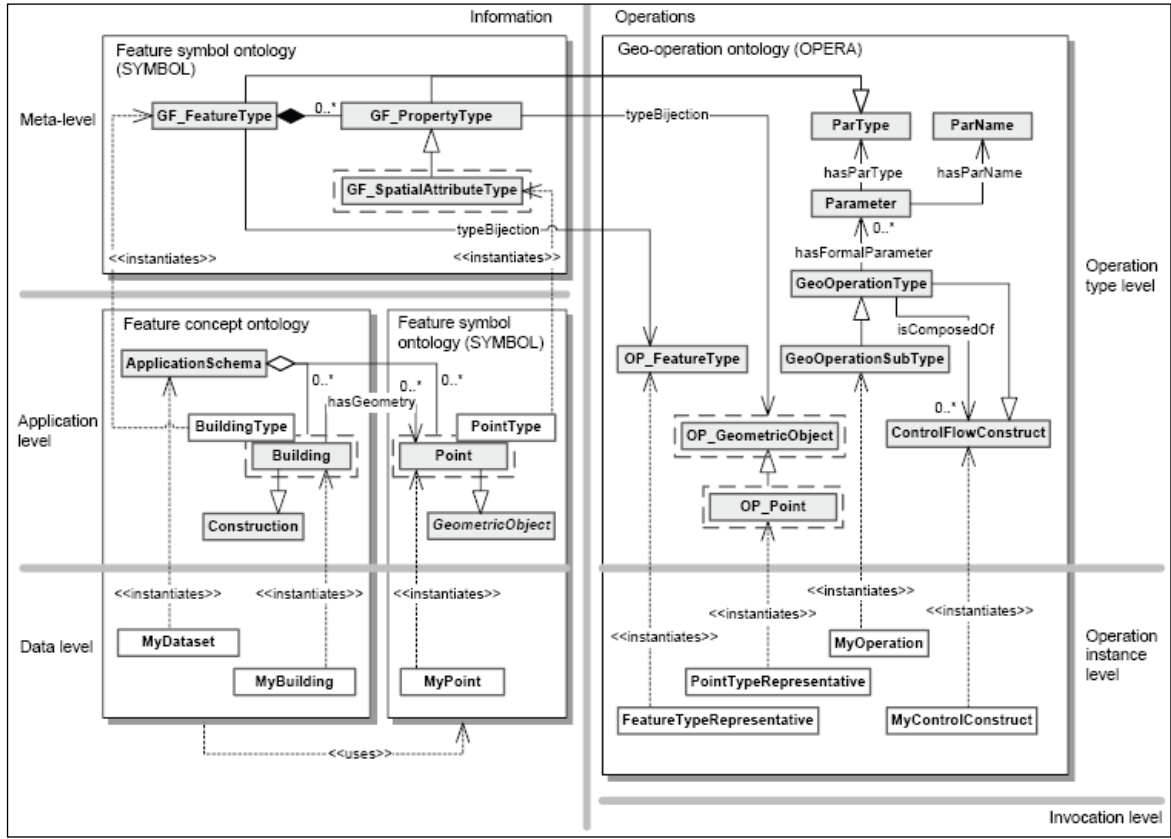 Information
Operations
Feature symbol ontology
(SYMBOL)
Geo-operation ontology (OPERA)
Meta-level
GF_FeatureType
0..*
GF_PropertyType
typeBijection
ParType
ParName
hasParType
hasParName
GF_SpatialAttributeType
Parameter
0..*
typeBijection
hasFormalParameter
<<instantiates>>
<<instantiates>>
GeoOperationType
Operation
type level
isComposedOf
Feature concept ontology
Feature symbol
ontology (SYMBOL)
ApplicationSchema
OP_FeatureType
GeoOperationSubType
0..*
0..*
0..*
hasGeometry
0..*
Application
level
BuildingType
PointType
OP_GeometricObject
ControlFlowConstruct
Building
Point
OP_Point
Construction
GeometricObject
<<instantiates>>
<<instantiates>>
<<instantiates>>
<<instantiates>>
<<instantiates>>
<<instantiates>>
<<instantiates>>
Data level
MyDataset
MyOperation
Operation
instance
level
MyBuilding
MyPoint
PointTypeRepresentative
FeatureTypeRepresentative
MyControlConstruct
<<uses>>
Invocation level